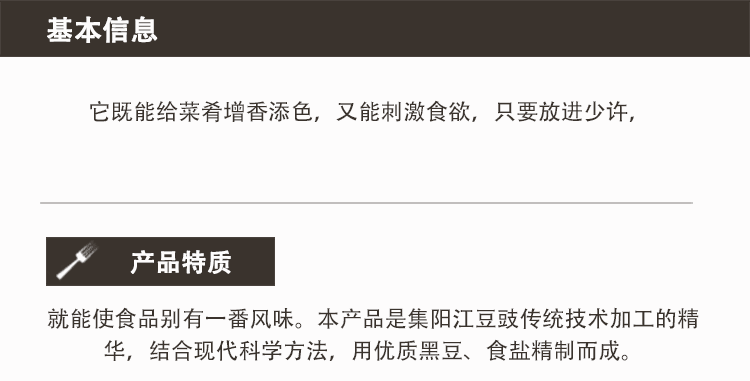 基本信息
它既能给菜肴增香添色，又能刺激食欲，只要放进少许，
产品特质
就能使食品别有一番风味。本产品是集阳江豆豉传统技术加工的精
华，结合现代科学方法，用优质黑豆、食盐精制而成。